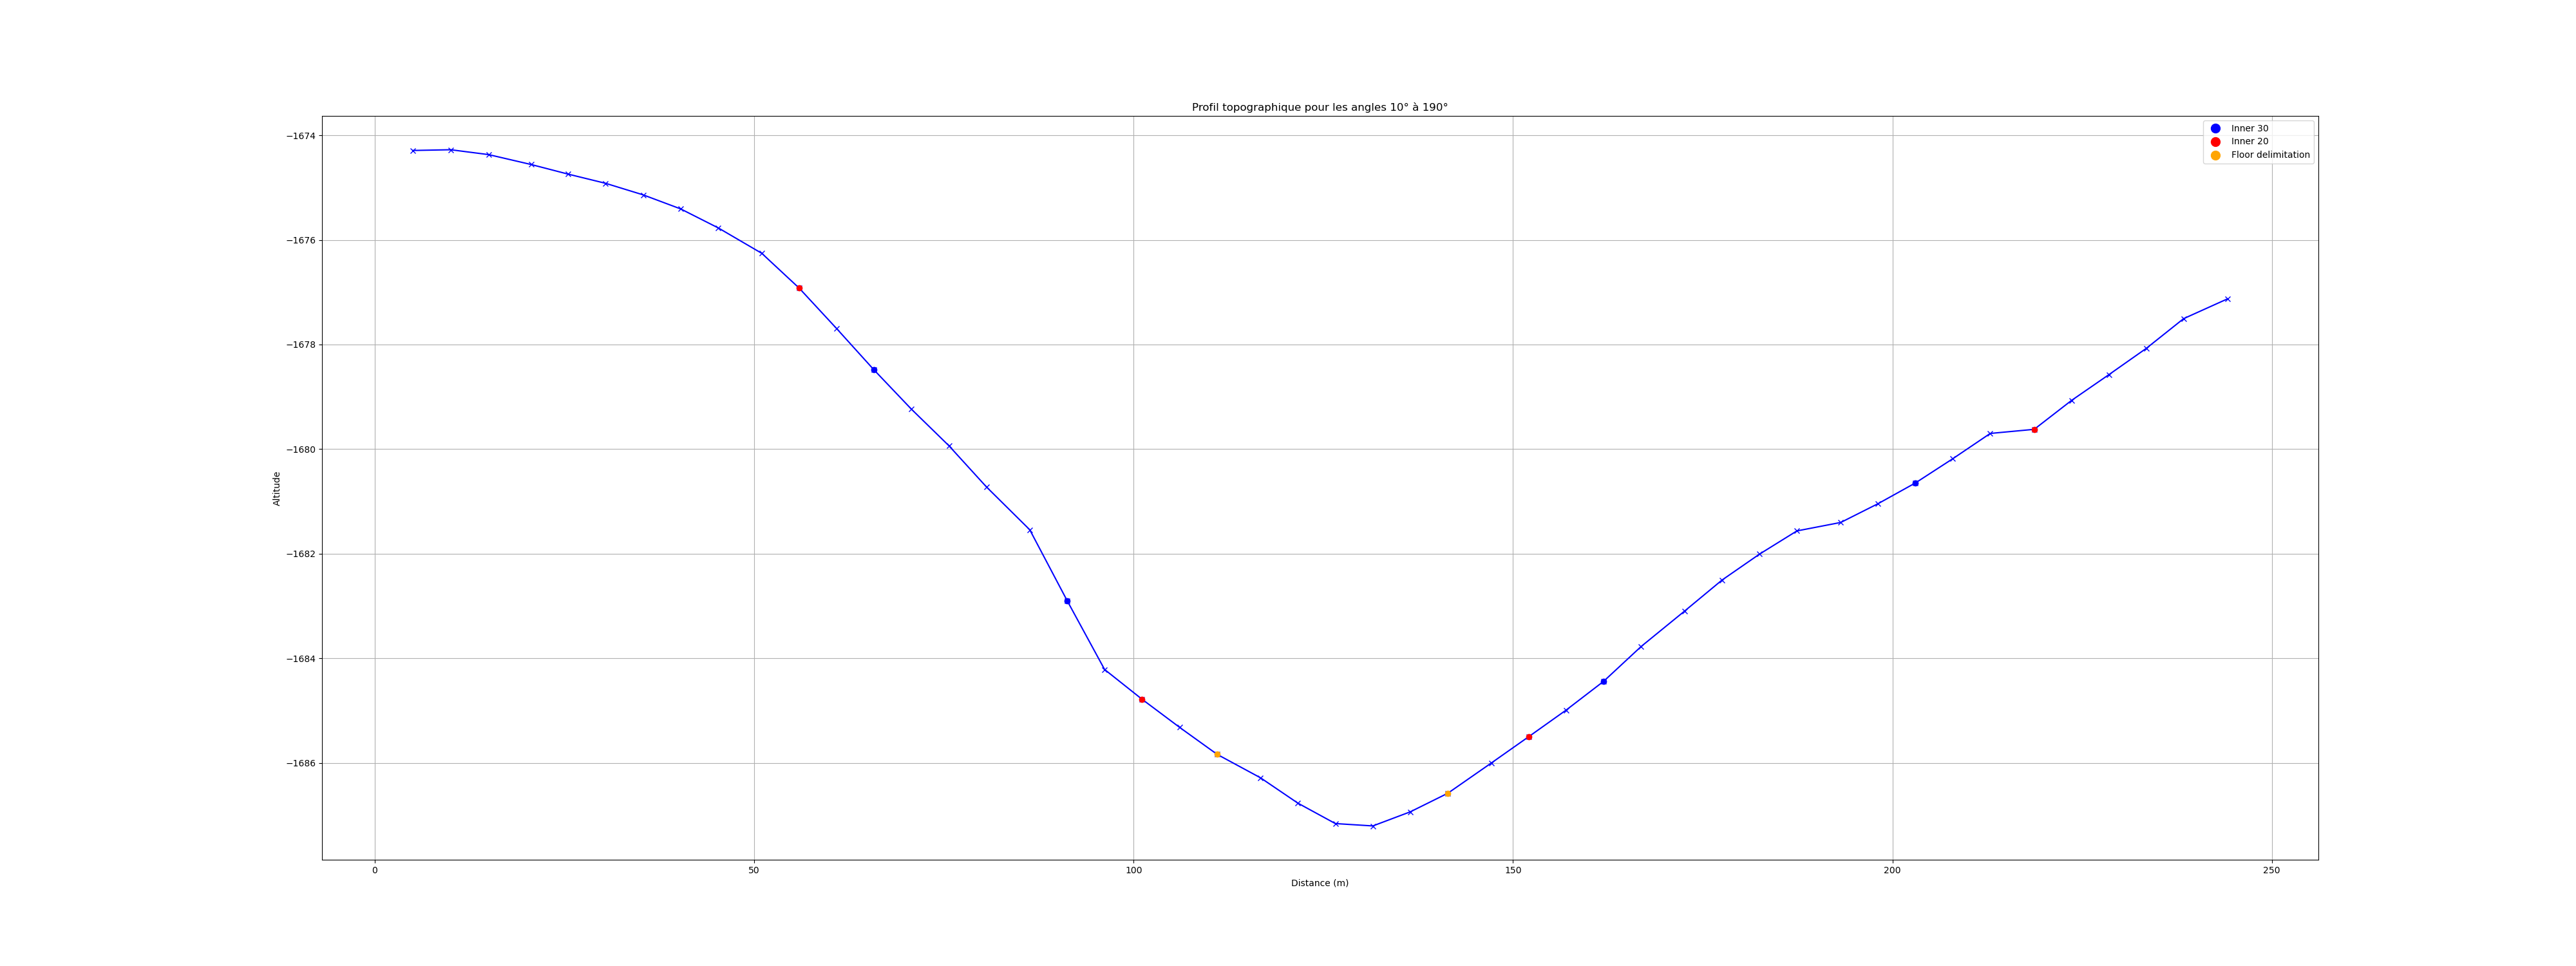 Profil topographique pour les angles 10° à 190°
Inner 30
Inner 20
Floor delimitation
−1674
−1676
−1678
−1680
−1682
−1684
−1686
Altitude
0 50 100 150 200 250
Distance (m)